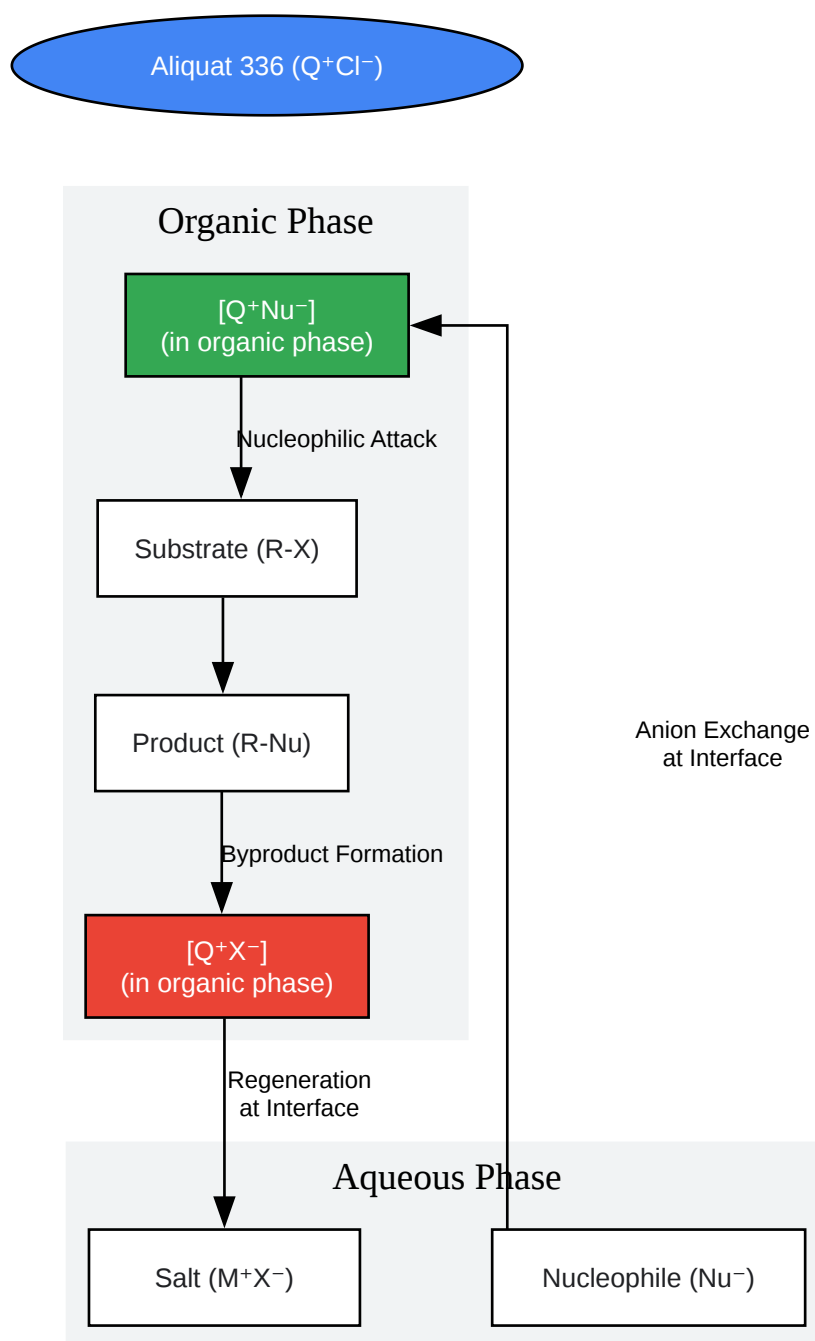 Aliquat 336 (Q⁺Cl⁻)
Organic Phase
[Q⁺Nu⁻]
(in organic phase)
Nucleophilic Attack
Substrate (R-X)
Product (R-Nu)
Anion Exchange
at Interface
Byproduct Formation
[Q⁺X⁻]
(in organic phase)
Regeneration
at Interface
Aqueous Phase
Salt (M⁺X⁻)
Nucleophile (Nu⁻)